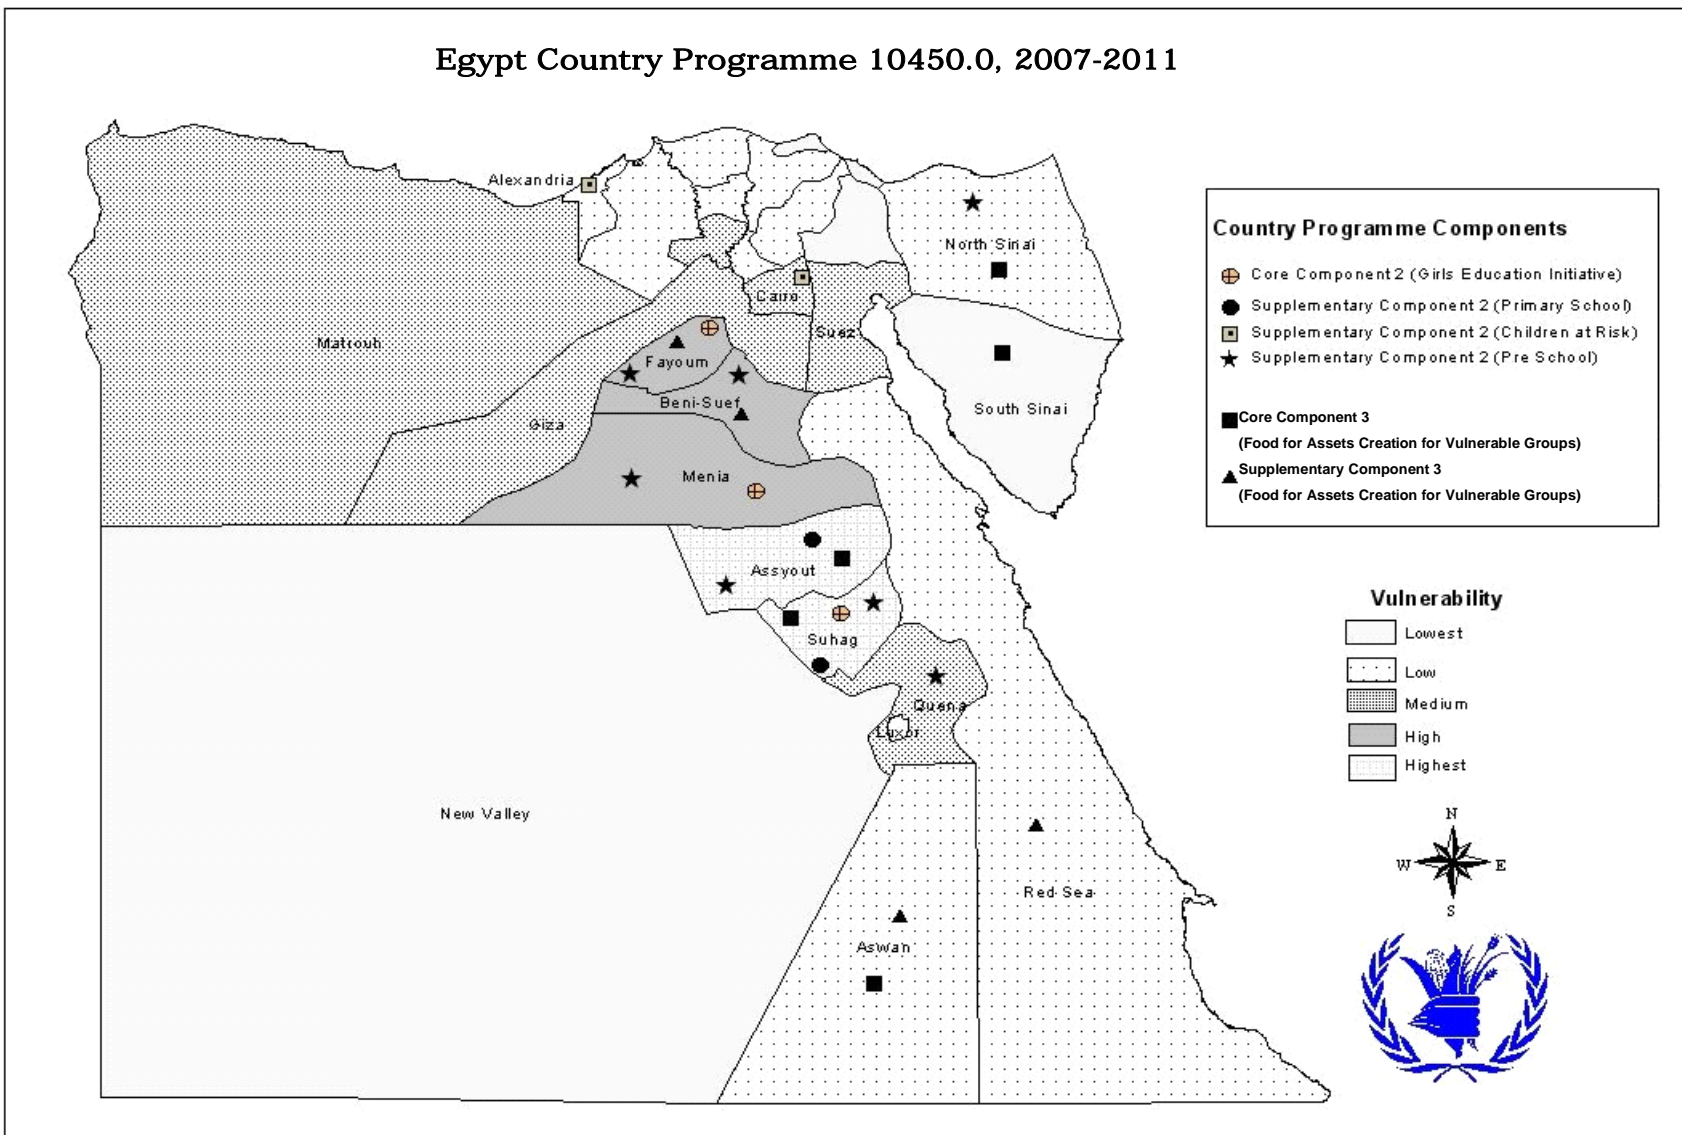 Egypt Country Programme 10450.0, 2007-2011
Alexandria
North Sinai
Cairo
Suez
Matrouh
Fayoum
Beni-Suef
South Sinai
Giza
Menia
Assyout
Suhag
Quena
Luxor
New Valley
Red Sea
Aswan
Country Programme Components
Core Component 2 (Girls Education Initiative)
Supplementary Component 2 (Primary School)
Supplementary Component 2 (Children at Risk)
Supplementary Component 2 (Pre School)
Core Component 3
(Food for Assets Creation for Vulnerable Groups)
Supplementary Component 3
(Food for Assets Creation for Vulnerable Groups)
Vulnerability
Lowest
Low
Medium
High
Highest
N
W E
S